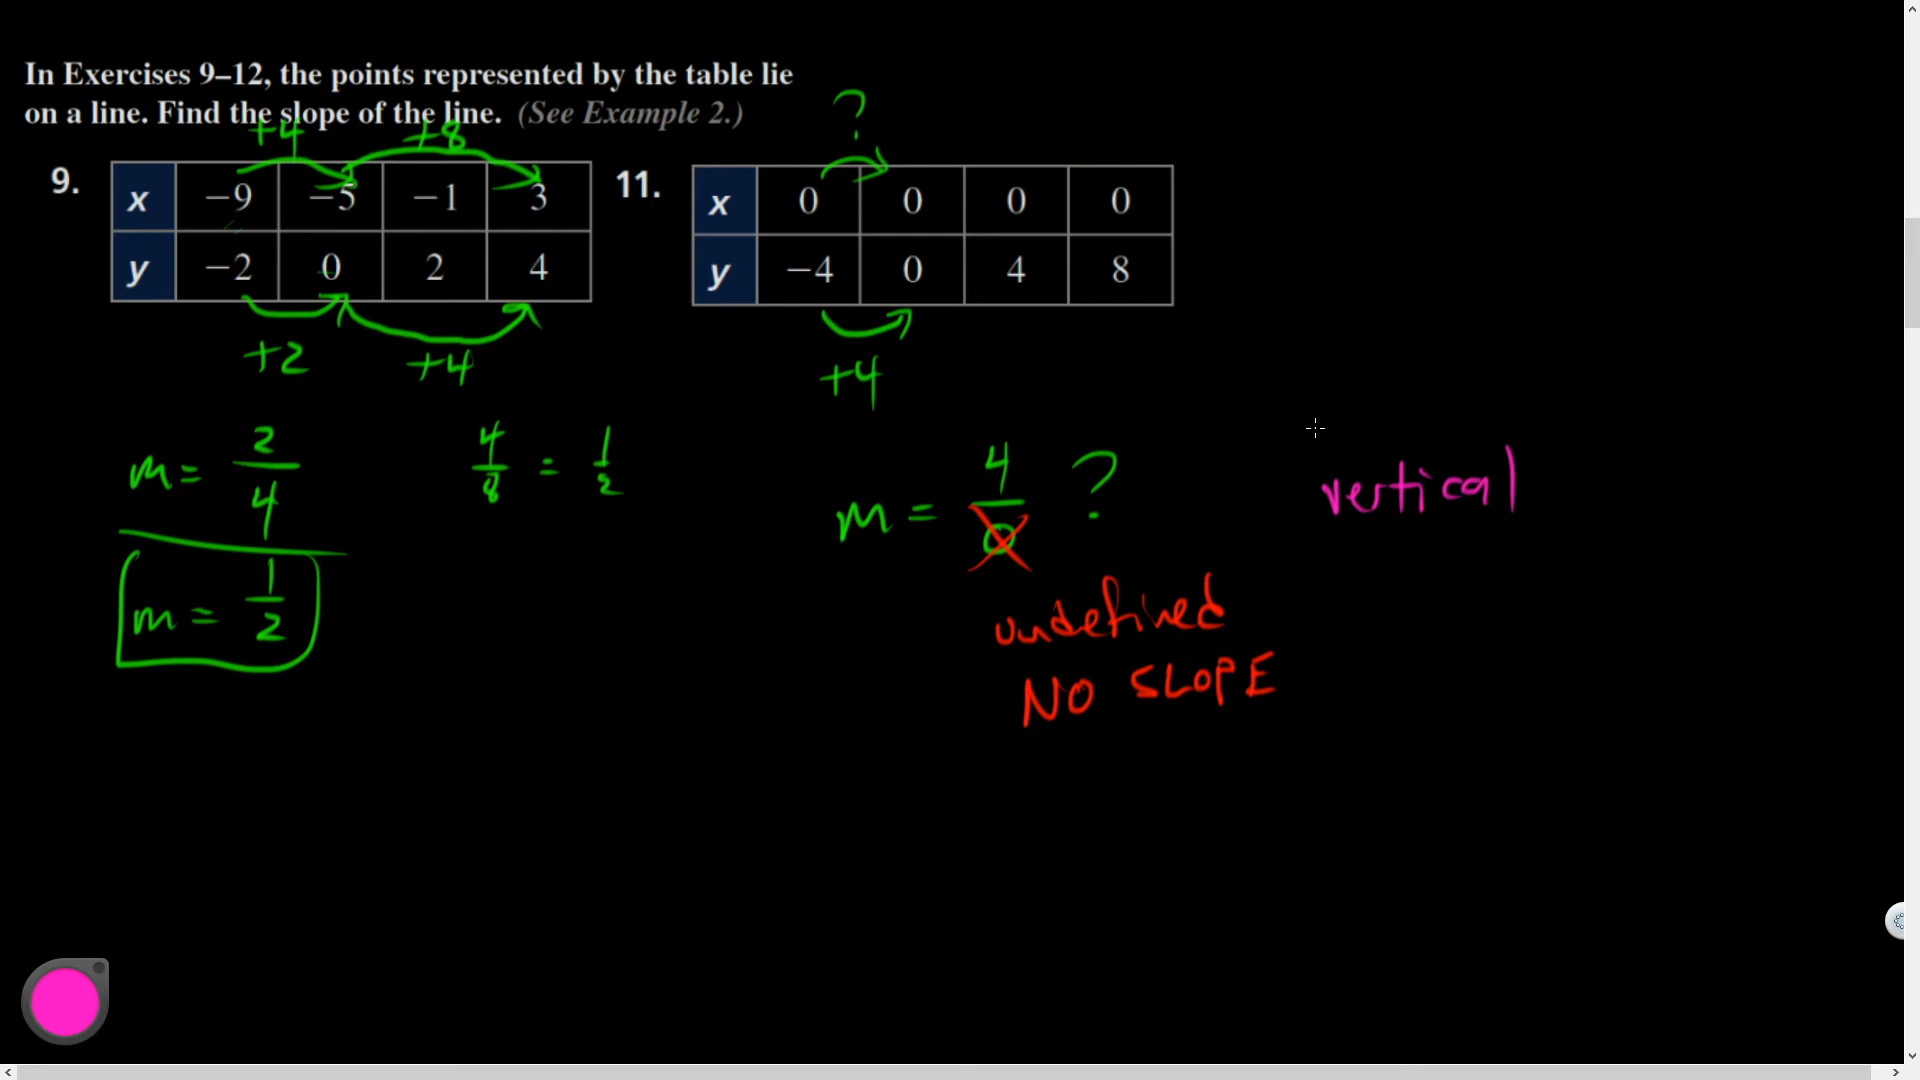 In Exercises 9–12, the points represented by the table lie
on a line. Find the slope of the line. (See Example 2.)
+4 +8
9.
x −9 −5 −1 3
y −2 0 2 4
+2 +4
m = 2/4
4/8 = 1/2
m = 1/2
?
11.
x 0 0 0 0
y −4 0 4 8
+4
m = 4/0 ?
undefined
NO SLOPE
vertical